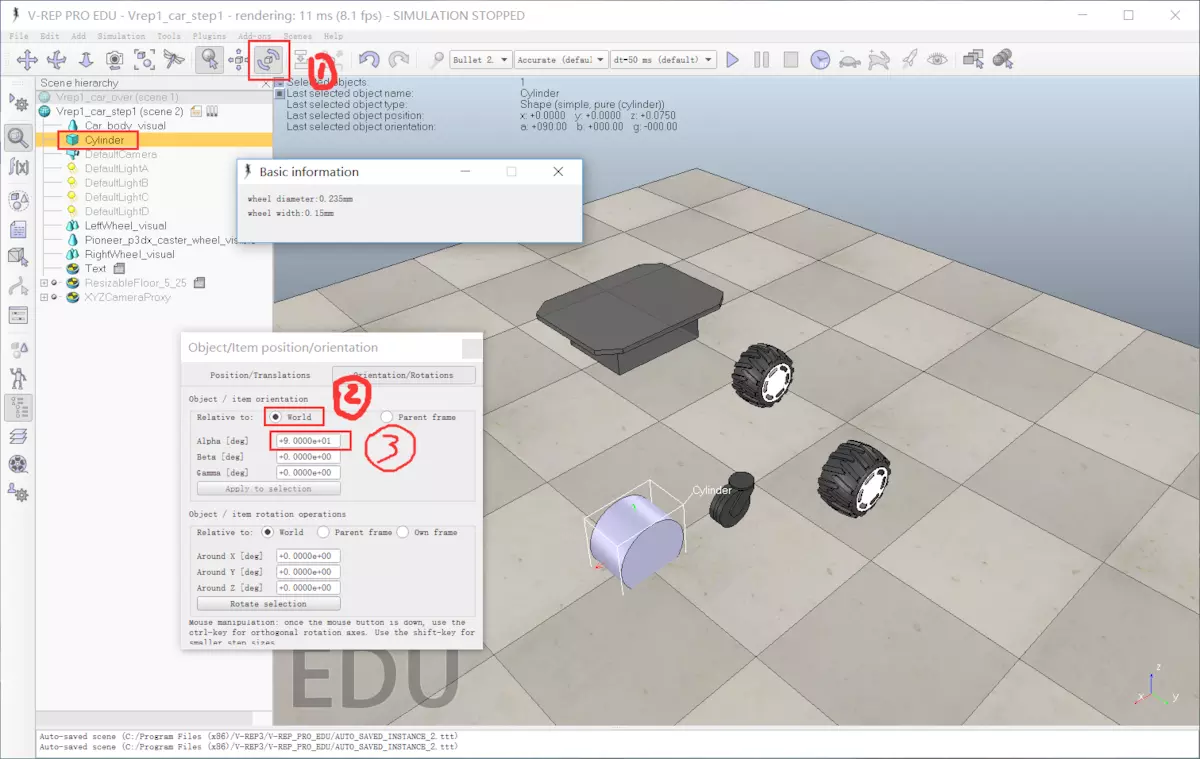 V-REP PRO EDU - Vrep1_car_step1 - rendering: 11 ms (8.1 fps) - SIMULATION STOPPED
File Edit Add Simulation Tools Plugins Add-ons Scenes Help
Bullet 2. Accurate (defaul dt=50 ms (default)
1
Scene hierarchy
Vrep1_car_over (scene 1)
Vrep1_car_step1 (scene 2)
Car_body_visual
Cylinder
DefaultCamera
DefaultLightA
DefaultLightB
DefaultLightC
DefaultLightD
LeftWheel_visual
Pioneer_p3dx_caster_wheel_vis
RightWheel_visual
Text
ResizableFloor_5_25
XYZCameraProxy
Selected objects: 1
Last selected object name: Cylinder
Last selected object type: Shape (simple, pure (cylinder))
Last selected object position: x: +0.0000 y: +0.0000 z: +0.0750
Last selected object orientation: a: +090.00 b: +000.00 g: -000.00
Basic information
wheel diameter:0.235mm
wheel width:0.15mm
Object/Item position/orientation
Position/Translations Orientation/Rotations
2
Object / item orientation
Relative to: World Parent frame
Alpha [deg] +9.0000e+01
3
Beta [deg] +0.0000e+00
Gamma [deg] +0.0000e+00
Apply to selection
Object / item rotation operations
Relative to: World Parent frame Own frame
Around X [deg] +0.0000e+00
Around Y [deg] +0.0000e+00
Around Z [deg] +0.0000e+00
Rotate selection
Mouse manipulation: once the mouse button is down, use the
ctrl-key for orthogonal rotation axes. Use the shift-key for
smaller step sizes.
Cylinder
EDU
z
x y
Auto-saved scene (C:/Program Files (x86)/V-REP3/V-REP_PRO_EDU/AUTO_SAVED_INSTANCE_2.ttt)
Auto-saved scene (C:/Program Files (x86)/V-REP3/V-REP_PRO_EDU/AUTO_SAVED_INSTANCE_2.ttt)